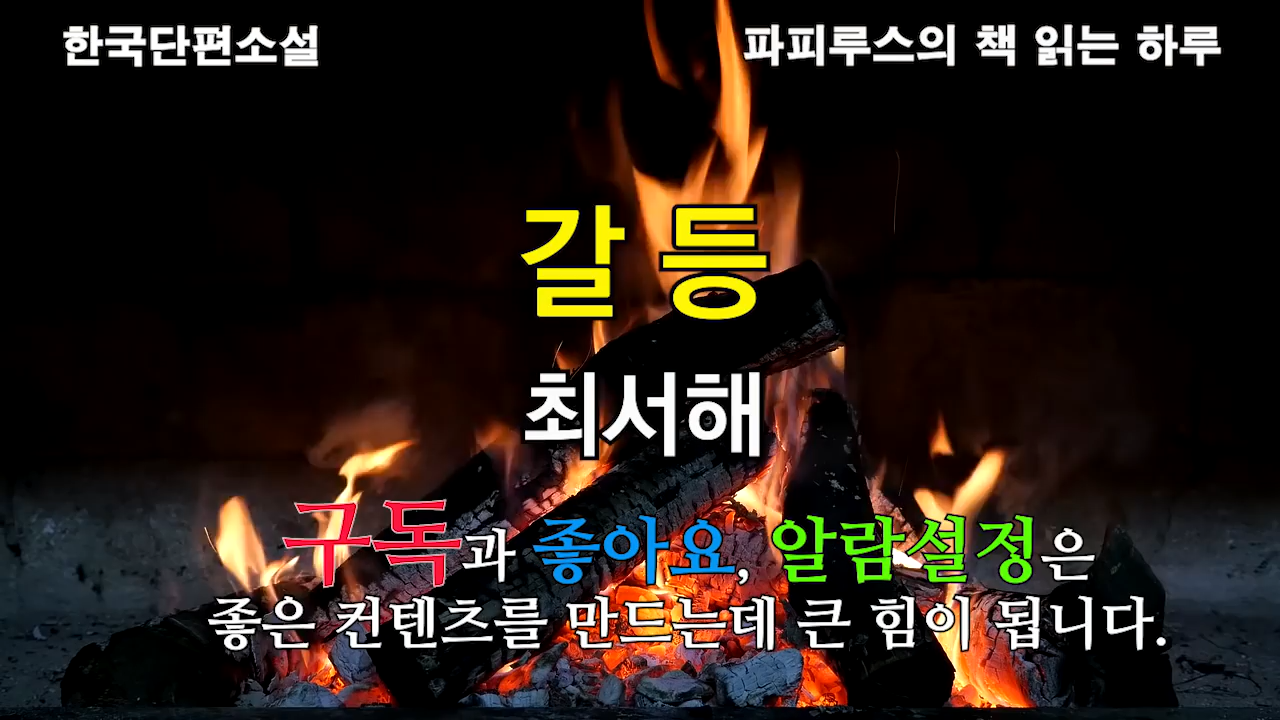 한국단편소설
파피루스의 책 읽는 하루
갈 등
최서해
구독과 좋아요, 알람설정은
좋은 컨텐츠를 만드는데 큰 힘이 됩니다.